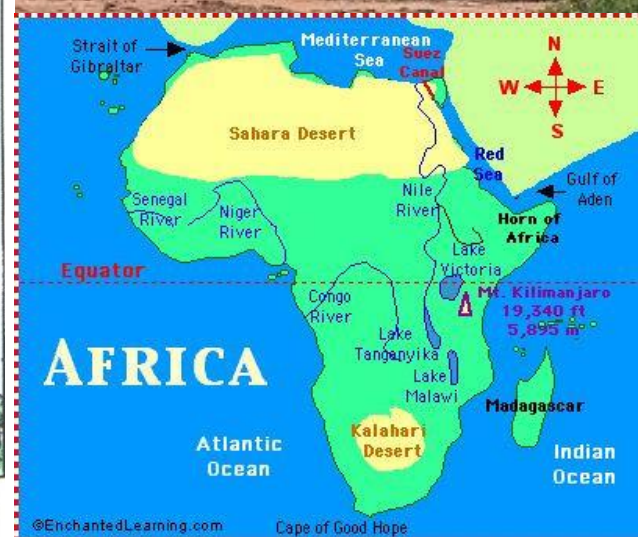 Strait of
Gibraltar
Mediterranean
Sea
Suez
Canal
N
W
E
S
Sahara Desert
Red
Sea
Gulf of
Aden
Senegal
River
Niger
River
Nile
River
Horn of
Africa
Lake
Victoria
Equator
Mt. Kilimanjaro
19,340 ft
5,895 m
Congo
River
Lake
Tanganyika
AFRICA
Lake
Malawi
Madagascar
Kalahari
Desert
Atlantic
Ocean
Indian
Ocean
©EnchantedLearning.com
Cape of Good Hope